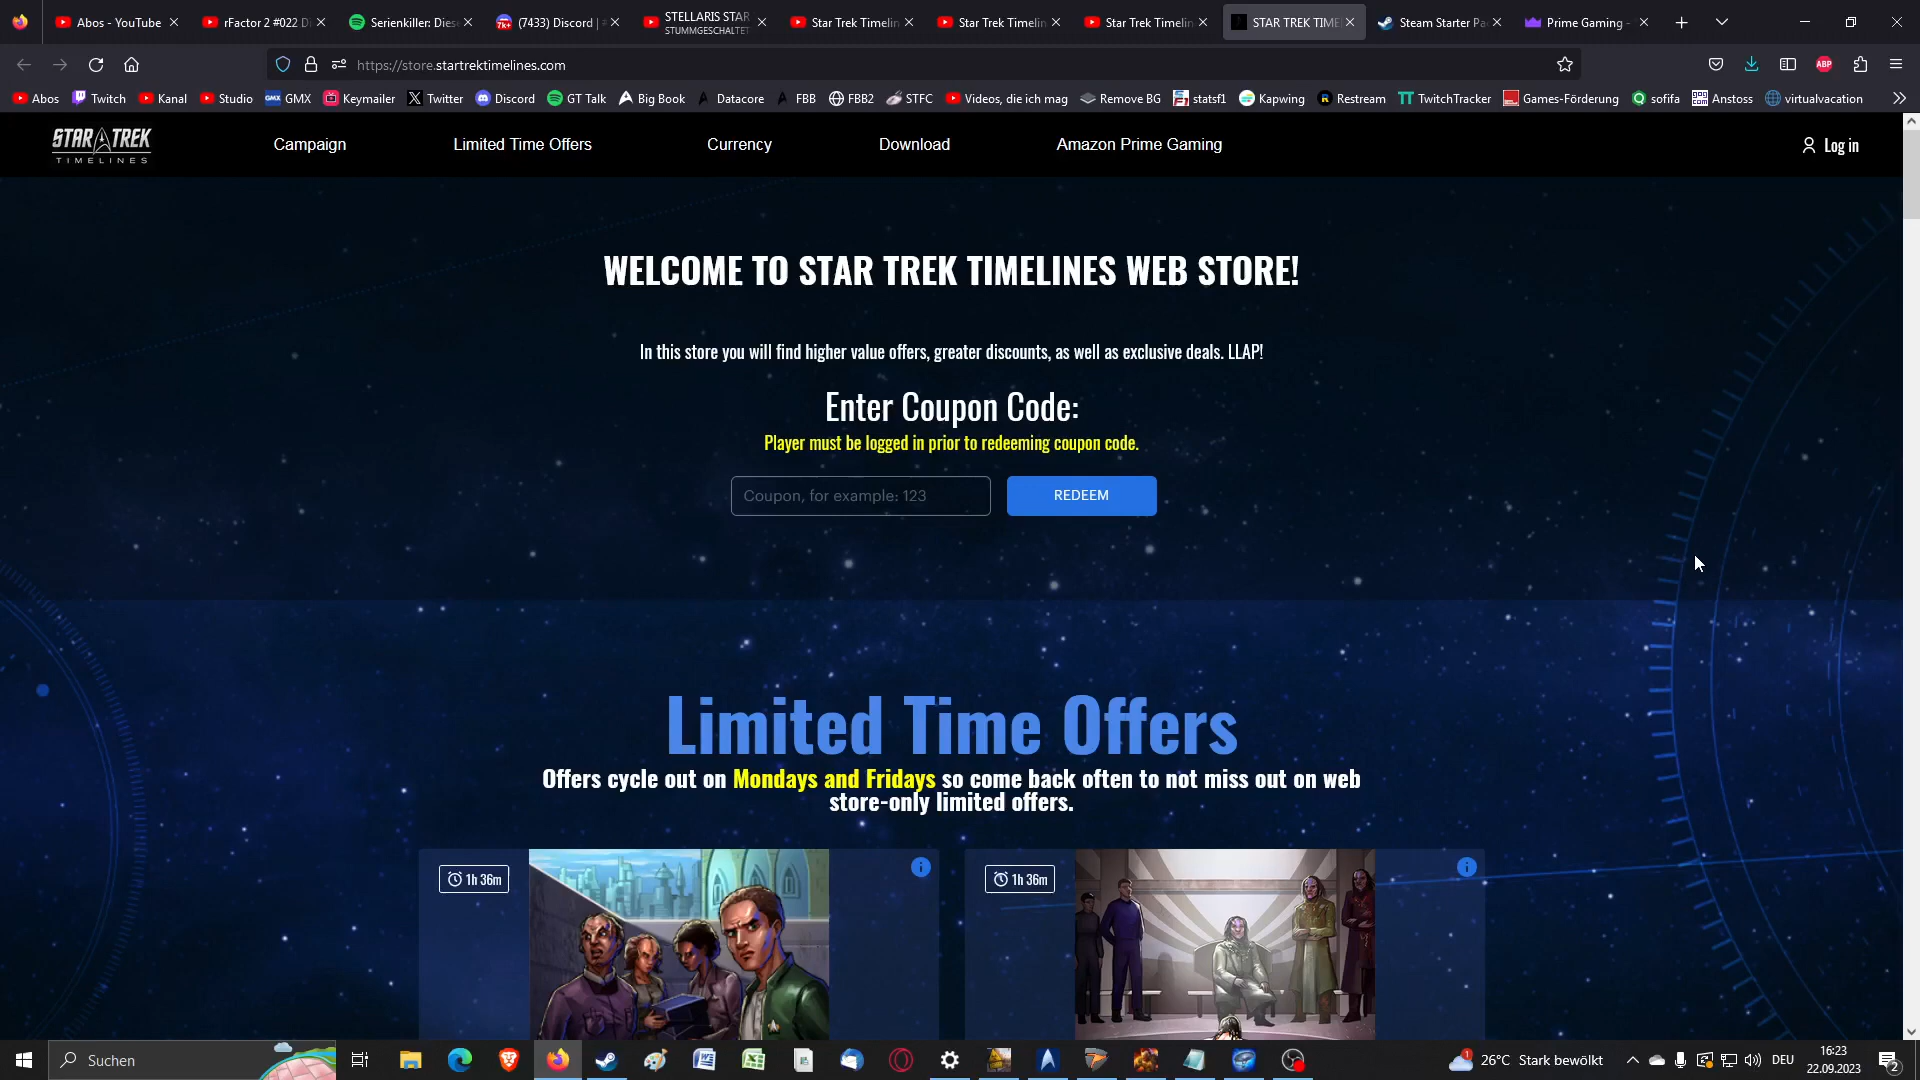 Abos - YouTube
rFactor 2 #022 D
Serienkiller: Dies
(7433) Discord |
STELLARIS STAR
STUMMGESCHALTET
Star Trek Timelin
Star Trek Timelin
Star Trek Timelin
STAR TREK TIME
Steam Starter Pa
Prime Gaming -
https://store.startrektimelines.com
ABP
Abos
Twitch
Kanal
Studio
GMX
Keymailer
Twitter
Discord
GT Talk
Big Book
Datacore
FBB
FBB2
STFC
Videos, die ich mag
Remove BG
statsf1
Kapwing
Restream
TwitchTracker
Games-Förderung
sofifa
Anstoss
virtualvacation
STAR TREK
TIMELINES
Campaign
Limited Time Offers
Currency
Download
Amazon Prime Gaming
Log in
WELCOME TO STAR TREK TIMELINES WEB STORE!
In this store you will find higher value offers, greater discounts, as well as exclusive deals. LLAP!
Enter Coupon Code:
Player must be logged in prior to redeeming coupon code.
Coupon, for example: 123
REDEEM
Limited Time Offers
Offers cycle out on Mondays and Fridays so come back often to not miss out on web
store-only limited offers.
1h 36m
1h 36m
Suchen
26°C Stark bewölkt
DEU
16:23
22.09.2023
2